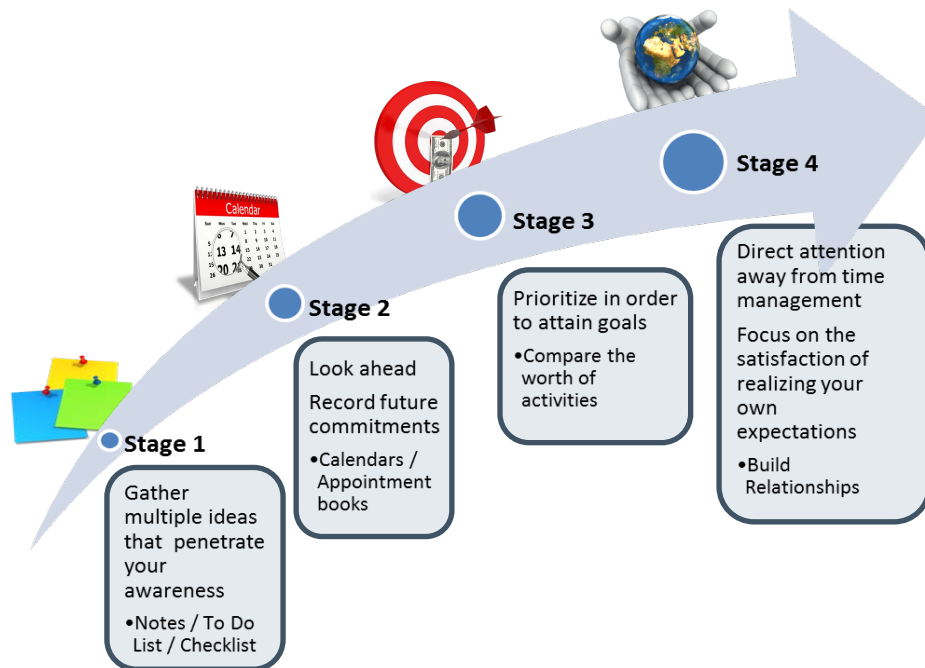 Calendar
13 14
20
Stage 1
Gather
multiple ideas
that penetrate
your
awareness
•Notes / To Do
List / Checklist
Stage 2
Look ahead
Record future
commitments
•Calendars /
Appointment
books
Stage 3
Prioritize in order
to attain goals
•Compare the
worth of
activities
Stage 4
Direct attention
away from time
management
Focus on the
satisfaction of
realizing your
own
expectations
•Build
Relationships